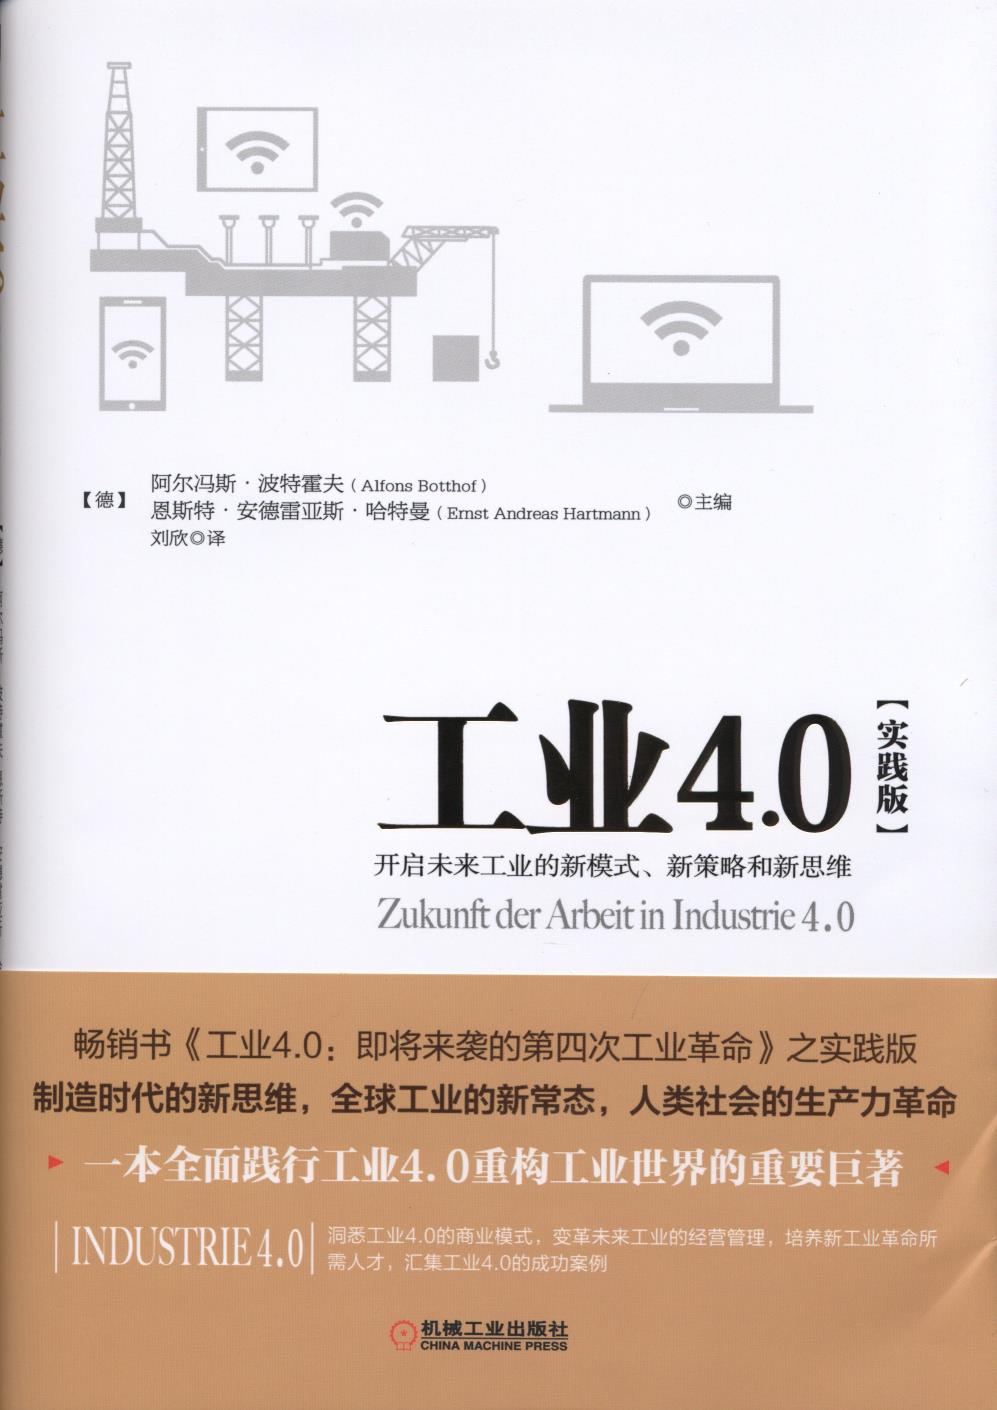 【德】
阿尔冯斯·波特霍夫（Alfons Botthof）
恩斯特·安德雷亚斯·哈特曼（Ernst Andreas Hartmann）
◎主编
刘欣◎译
工业4.0
【实践版】
开启未来工业的新模式、新策略和新思维
Zukunft der Arbeit in Industrie 4.0
畅销书《工业4.0：即将来袭的第四次工业革命》之实践版
制造时代的新思维，全球工业的新常态，人类社会的生产力革命
一本全面践行工业4.0重构工业世界的重要巨著
INDUSTRIE 4.0
洞悉工业4.0的商业模式，变革未来工业的经营管理，培养新工业革命所
需人才，汇集工业4.0的成功案例
机械工业出版社
CHINA MACHINE PRESS